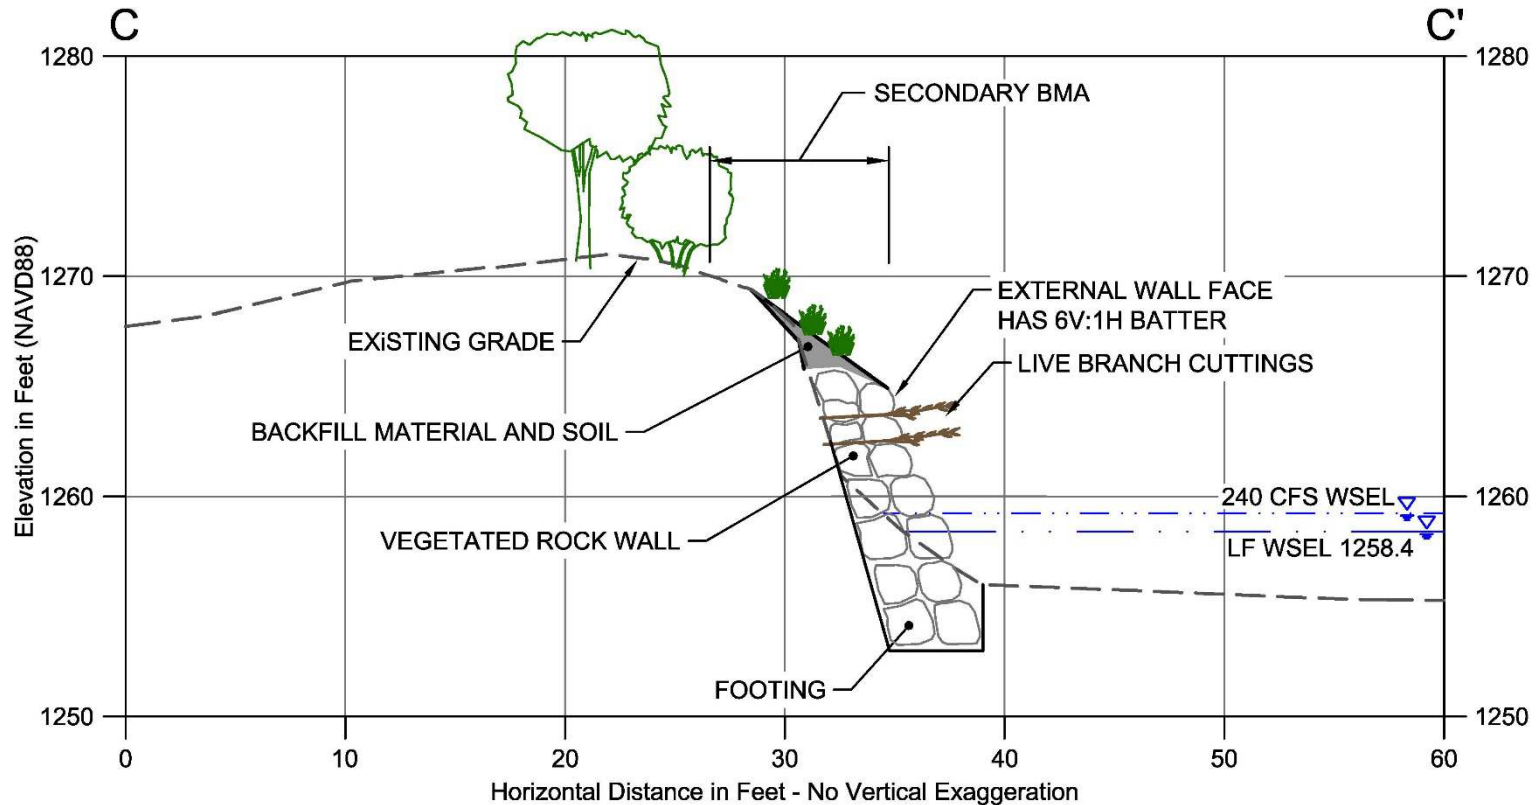 C
C'
1280
1280
SECONDARY BMA
1270
1270
EXTERNAL WALL FACE
HAS 6V:1H BATTER
EXiSTING GRADE
LIVE BRANCH CUTTINGS
BACKFILL MATERIAL AND SOIL
Elevation in Feet (NAVD88)
1260
240 CFS WSEL
1260
VEGETATED ROCK WALL
LF WSEL 1258.4
FOOTING
1250
1250
0
10
20
30
40
50
60
Horizontal Distance in Feet - No Vertical Exaggeration